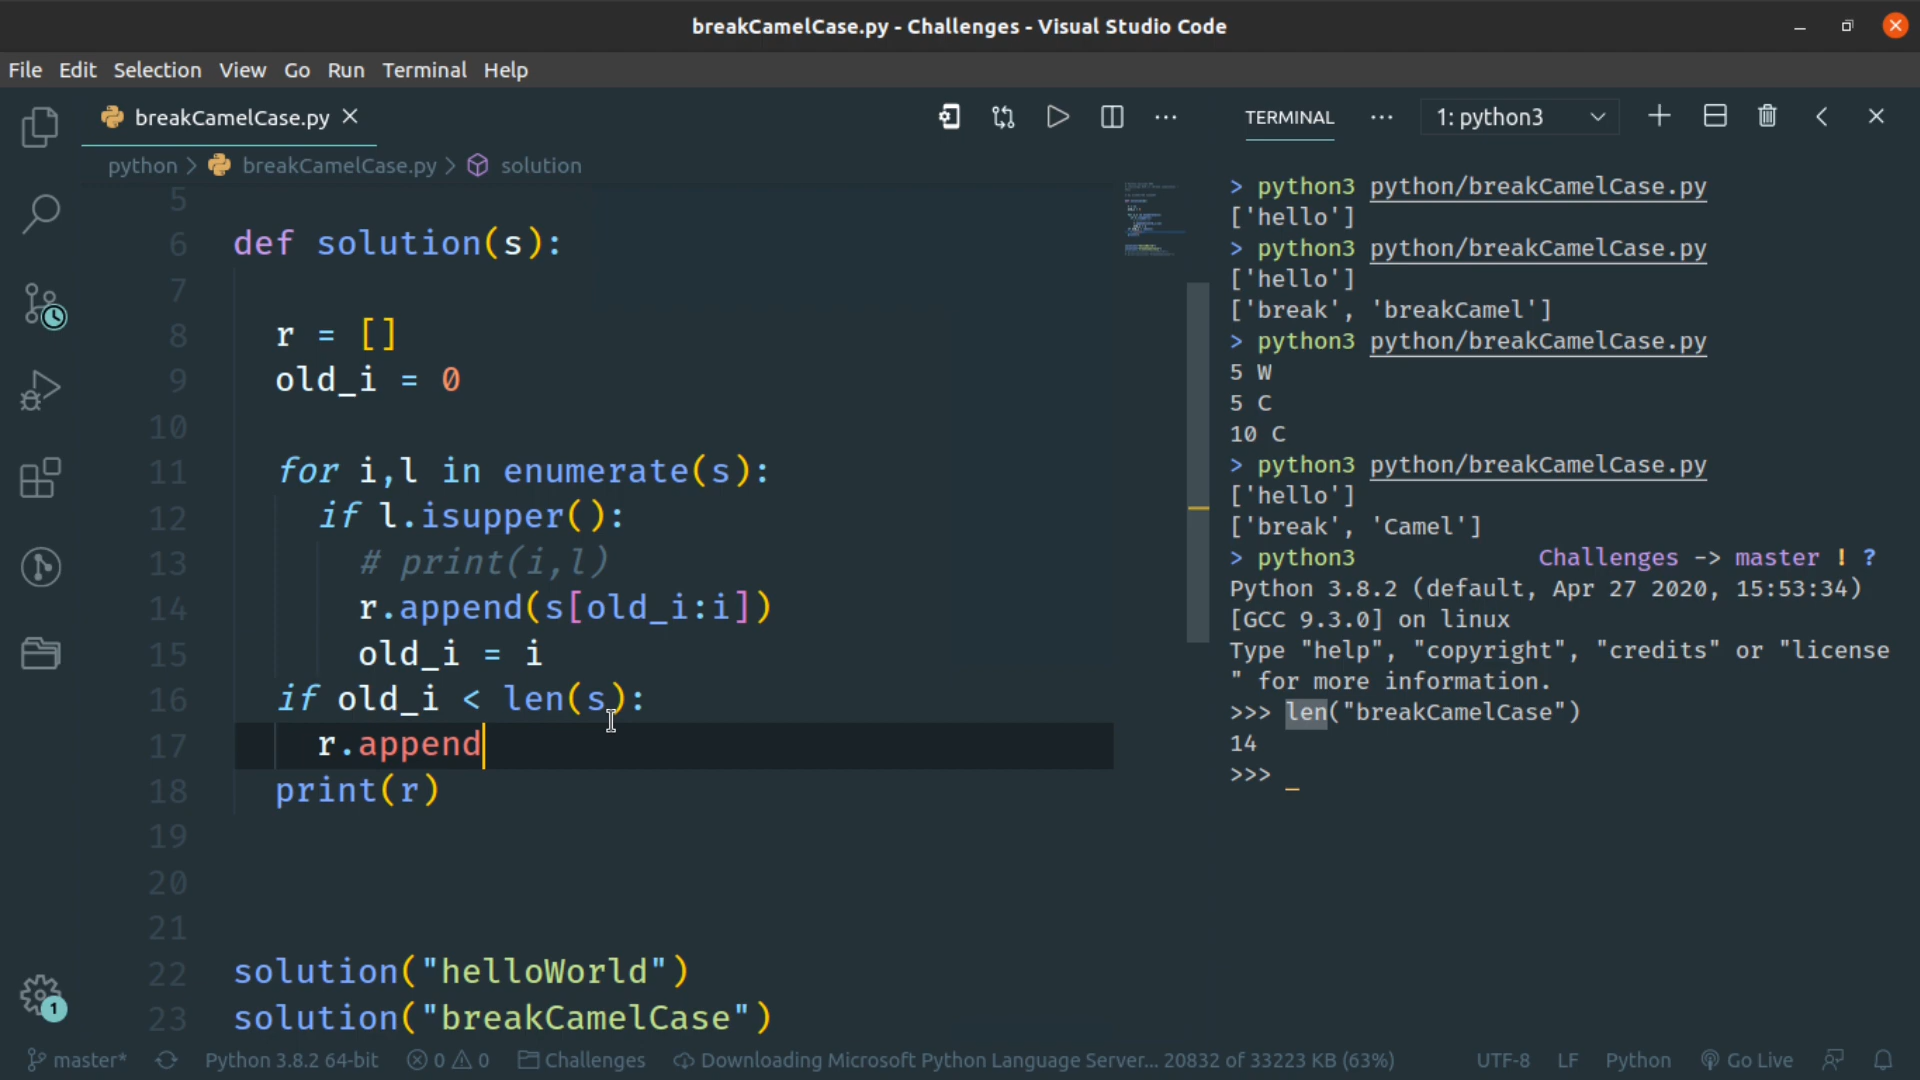 breakCamelCase.py - Challenges - Visual Studio Code
File Edit Selection View Go Run Terminal Help
breakCamelCase.py
python > breakCamelCase.py > solution
5
6 def solution(s):
7
8 r = []
9 old_i = 0
10
11 for i,l in enumerate(s):
12 if l.isupper():
13 # print(i,l)
14 r.append(s[old_i:i])
15 old_i = i
16 if old_i < len(s):
17 r.append
18 print(r)
19
20
21
22 solution("helloWorld")
23 solution("breakCamelCase")
TERMINAL ··· 1: python3
> python3 python/breakCamelCase.py
['hello']
> python3 python/breakCamelCase.py
['hello']
['break', 'breakCamel']
> python3 python/breakCamelCase.py
5 W
5 C
10 C
> python3 python/breakCamelCase.py
['hello']
['break', 'Camel']
> python3 Challenges -> master ! ?
Python 3.8.2 (default, Apr 27 2020, 15:53:34)
[GCC 9.3.0] on linux
Type "help", "copyright", "credits" or "license
" for more information.
>>> len("breakCamelCase")
14
>>> _
1
master* Python 3.8.2 64-bit 0 0 Challenges Downloading Microsoft Python Language Server... 20832 of 33223 KB (63%) UTF-8 LF Python Go Live